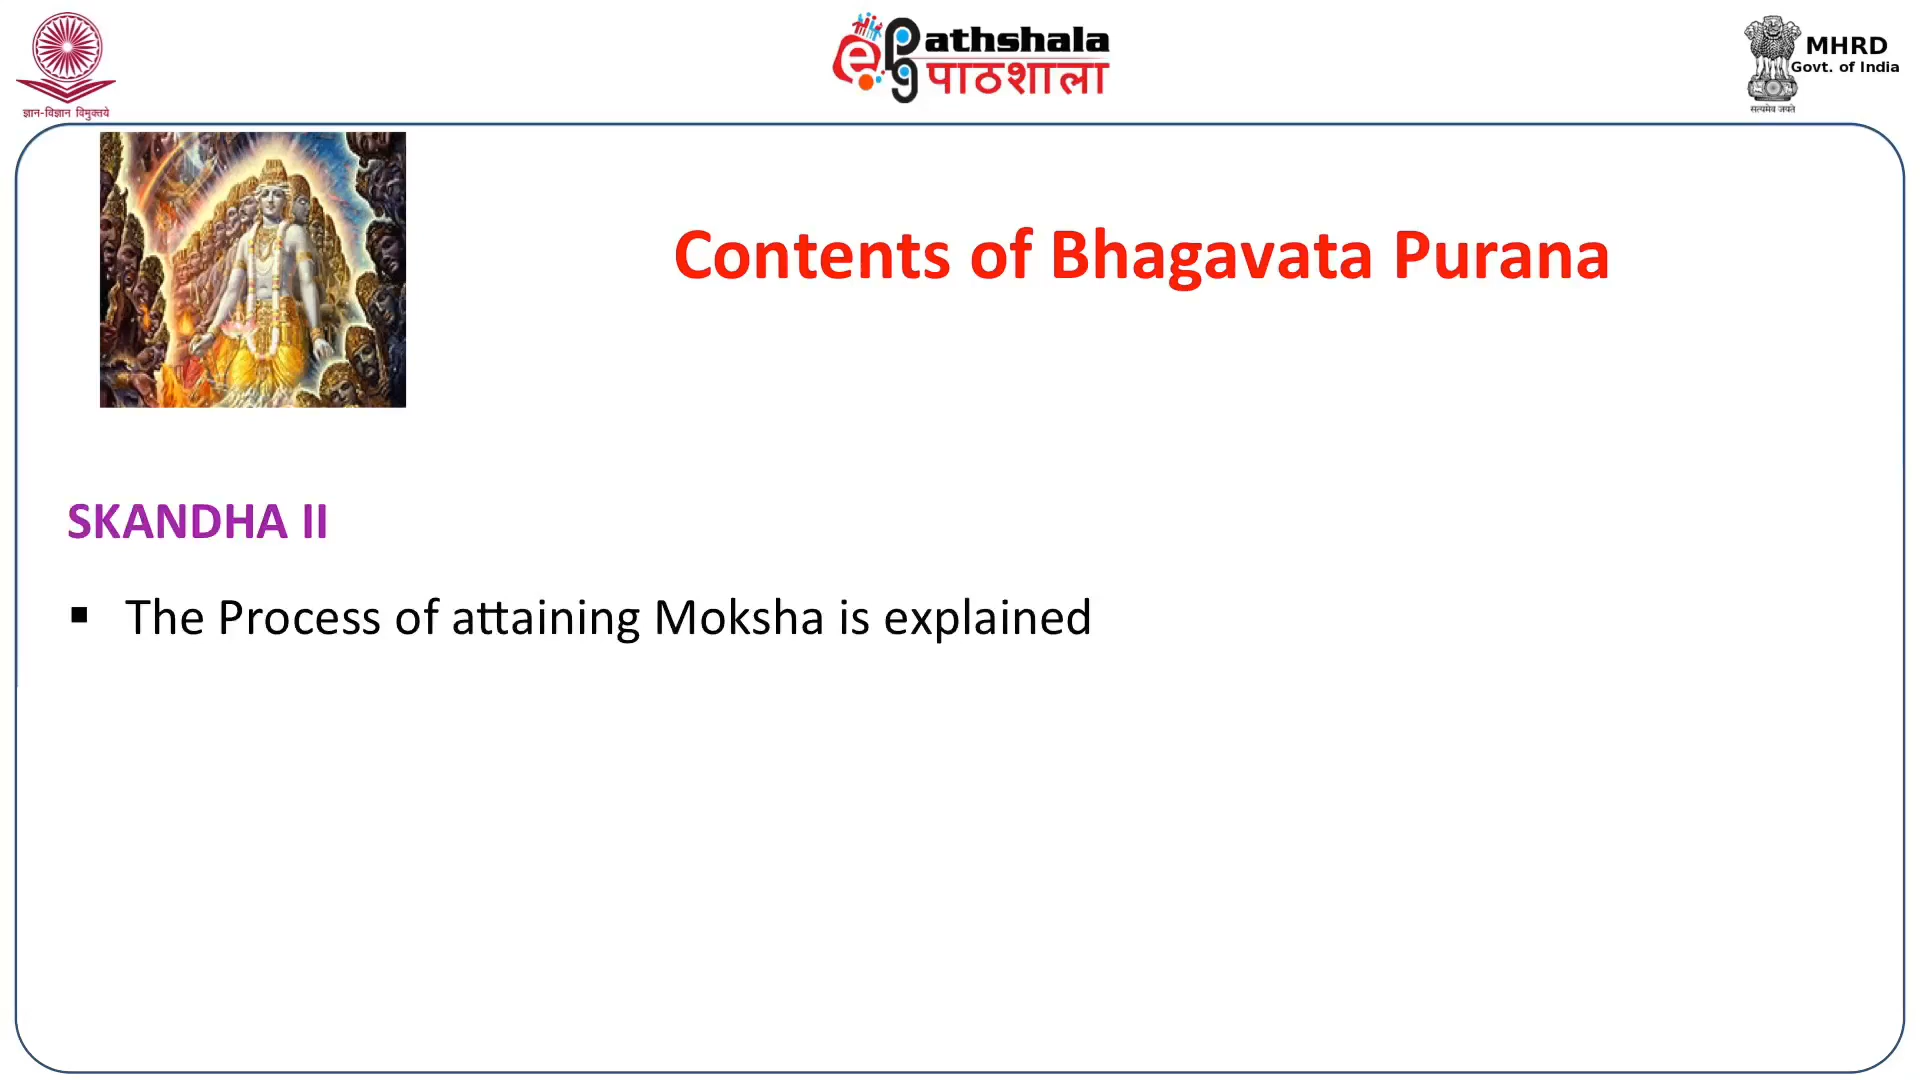 ज्ञान-विज्ञान विमुक्तये
ePathshala
पाठशाला
MHRD
Govt. of India
सत्यमेव जयते
Contents of Bhagavata Purana
SKANDHA II
▪ The Process of attaining Moksha is explained